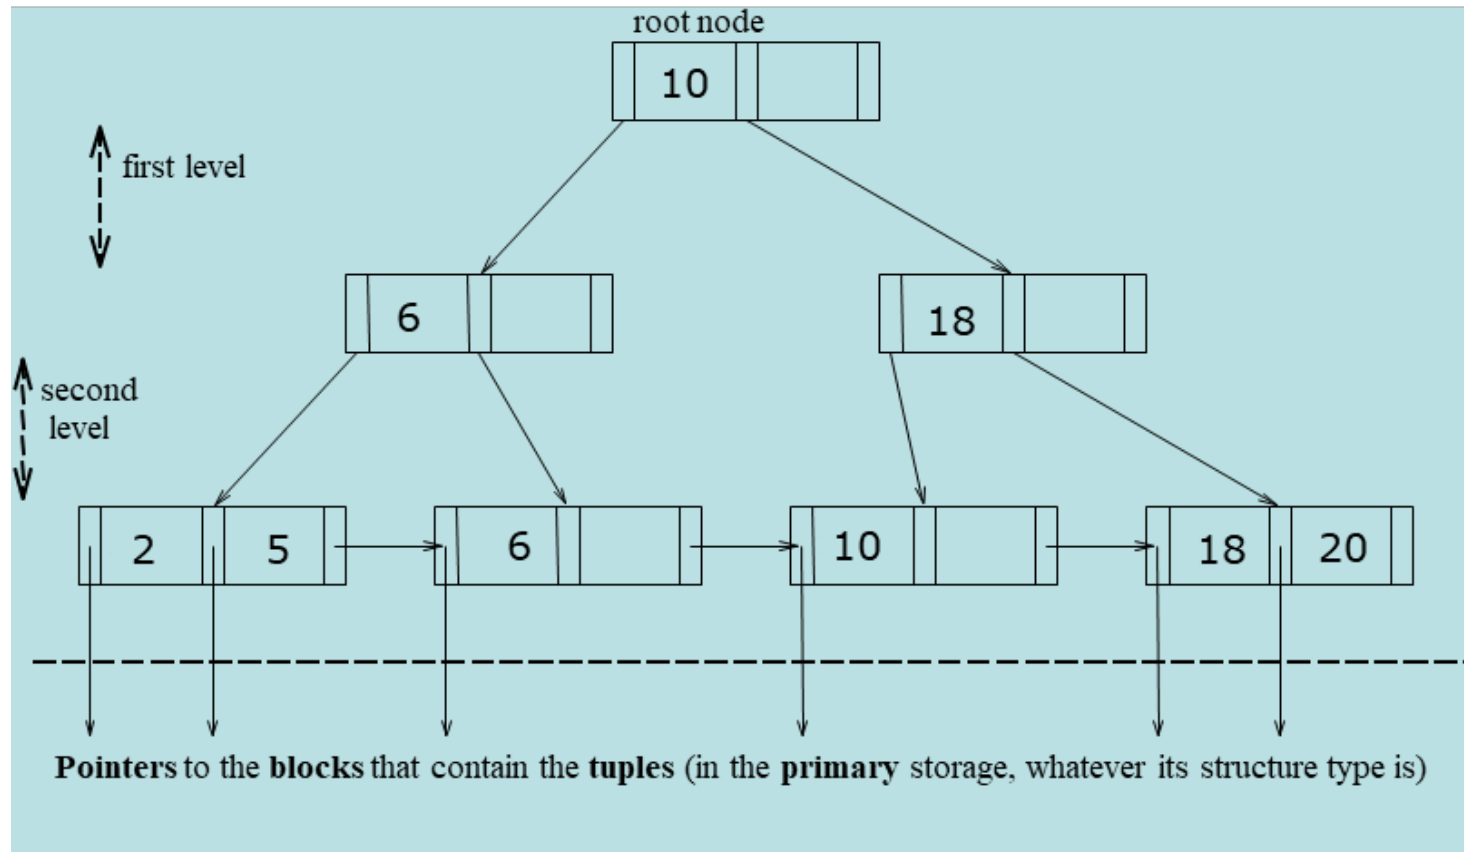 root node
10
first level
6
18
second
level
2 5 6 10 18 20
Pointers to the blocks that contain the tuples (in the primary storage, whatever its structure type is)